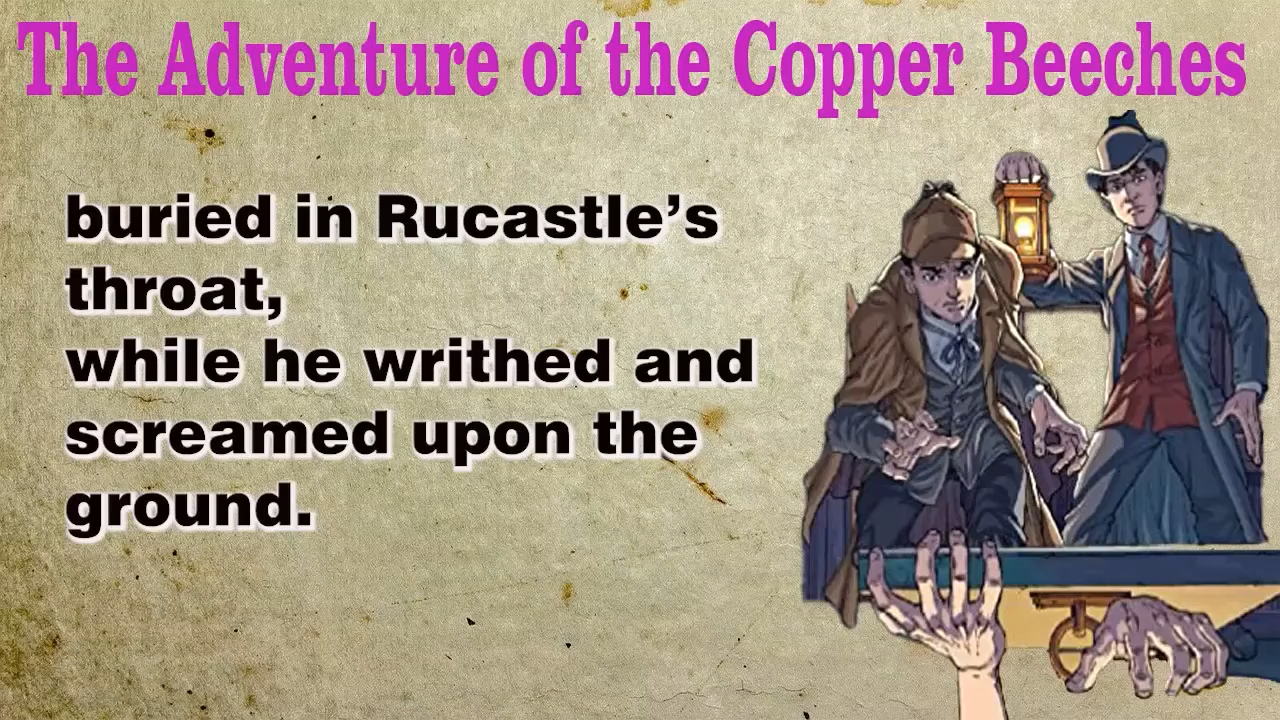 The Adventure of the Copper Beeches
buried in Rucastle’s
throat,
while he writhed and
screamed upon the
ground.